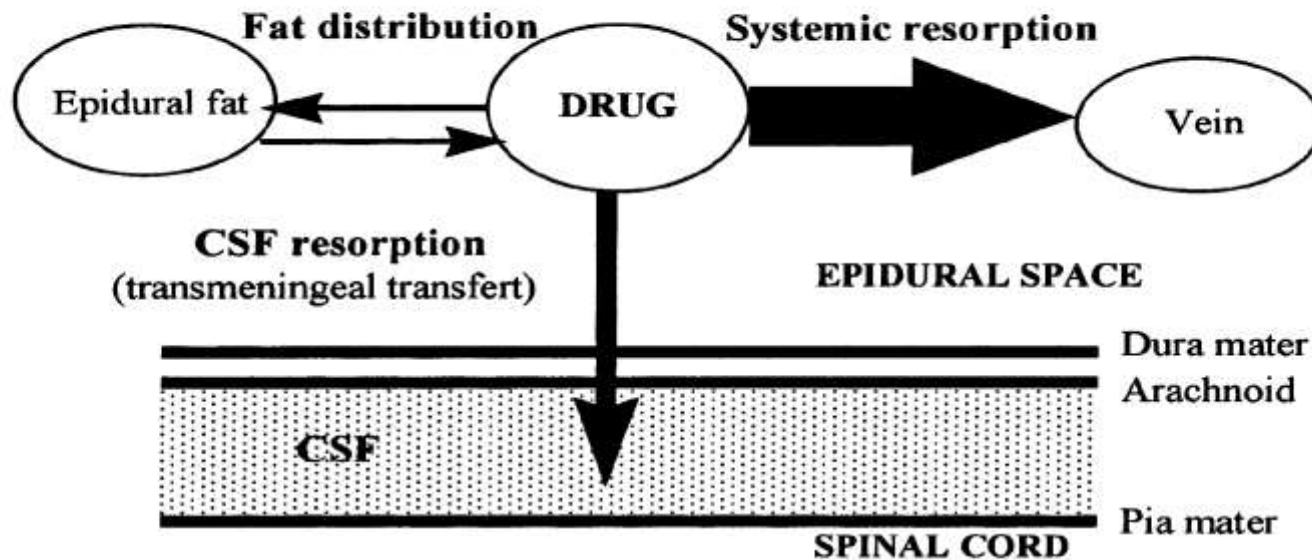 Fat distribution
Systemic resorption
Epidural fat
DRUG
Vein
CSF resorption
(transmeningeal transfert)
EPIDURAL SPACE
Dura mater
Arachnoid
CSF
Pia mater
SPINAL CORD